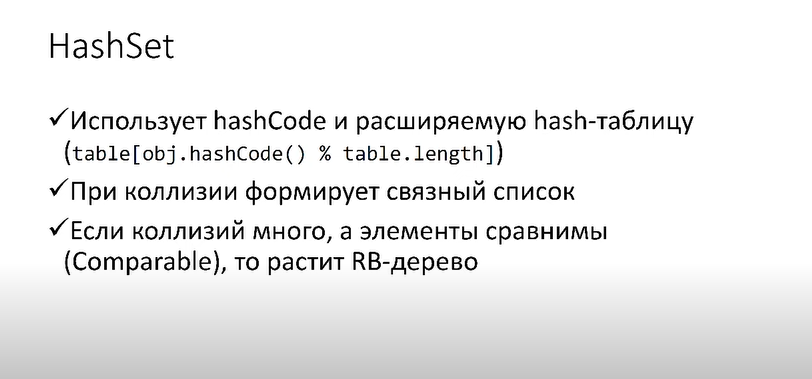 HashSet
✓Использует hashCode и расширяемую hash-таблицу
(table[obj.hashCode() % table.length])
✓При коллизии формирует связный список
✓Если коллизий много, а элементы сравнимы
(Comparable), то растит RB-дерево